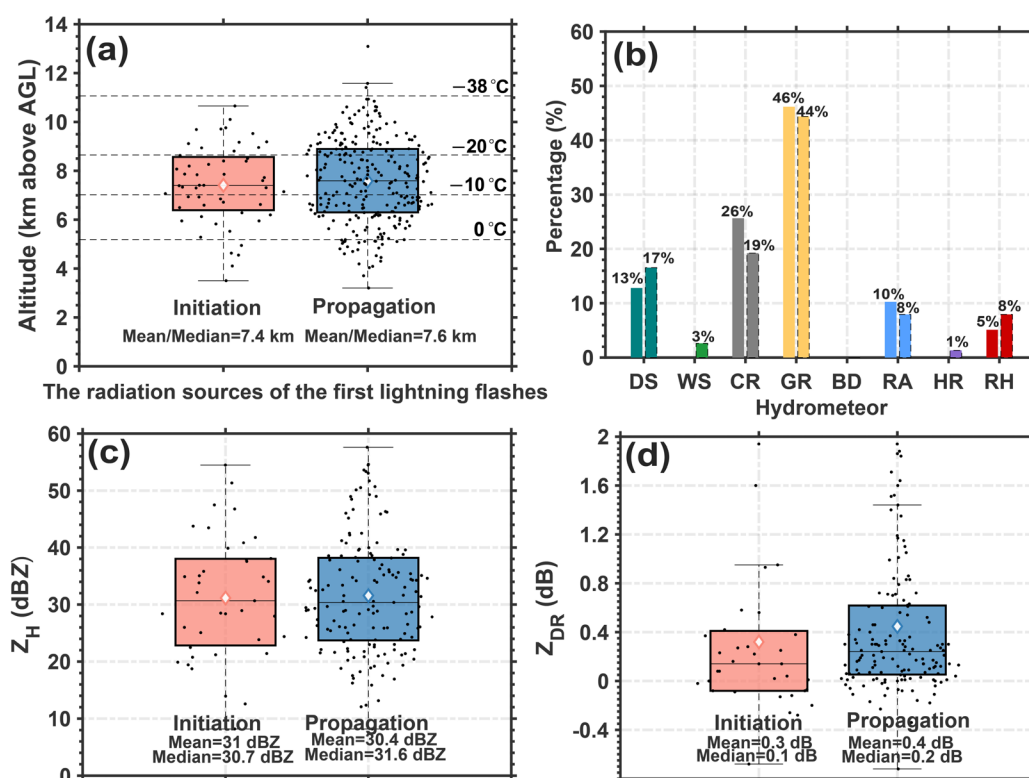 (a)
Altitude (km above AGL)
14
12
10
8
6
4
2
0
−38°C
−20°C
−10°C
0°C
Initiation
Propagation
Mean/Median=7.4 km
Mean/Median=7.6 km
The radiation sources of the first lightning flashes
(b)
Percentage (%)
60
50
40
30
20
10
0
13%
17%
3%
26%
19%
46%
44%
10%
8%
1%
5%
8%
DS WS CR GR BD RA HR RH
Hydrometeor
(c)
Z_H (dBZ)
60
50
40
30
20
10
0
Initiation
Mean=31 dBZ
Median=30.7 dBZ
Propagation
Mean=30.4 dBZ
Median=31.6 dBZ
(d)
Z_DR (dB)
2
1.6
1.2
0.8
0.4
0
-0.4
Initiation
Mean=0.3 dB
Median=0.1 dB
Propagation
Mean=0.4 dB
Median=0.2 dB